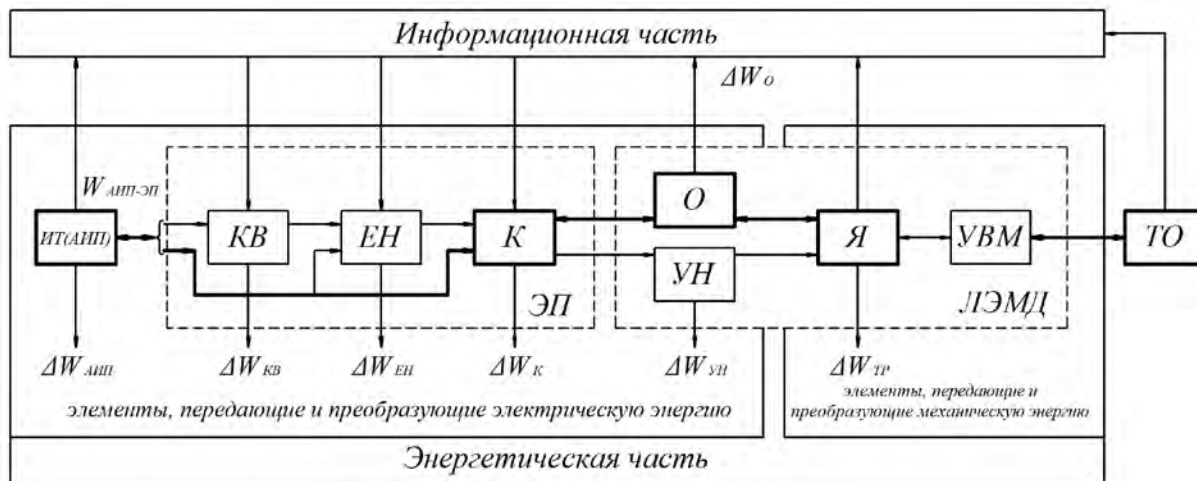 Информационная часть
ΔW О
W АИП-ЭП
ИТ(АИП)
КВ
ЕН
К
О
УН
Я
УВМ
ТО
ЭП
ЛЭМД
ΔW АИП
ΔW КВ
ΔW ЕН
ΔW К
ΔW УН
ΔW ТР
элементы, передающие и преобразующие электрическую энергию
элементы, передающие и
преобразующие механическую энергию
Энергетическая часть